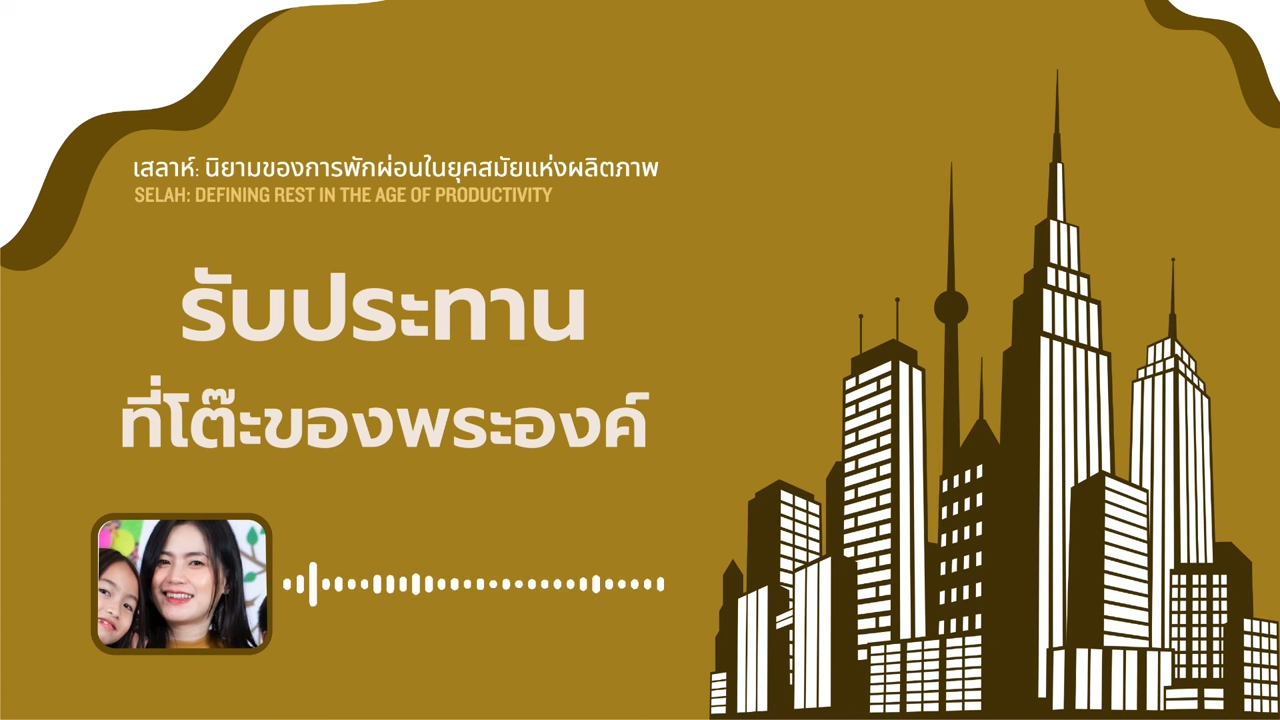 เสลาห์: นิยามของการพักผ่อนในยุคสมัยแห่งผลิตภาพ
SELAH: DEFINING REST IN THE AGE OF PRODUCTIVITY
รับประทาน
ที่โต๊ะของพระองค์